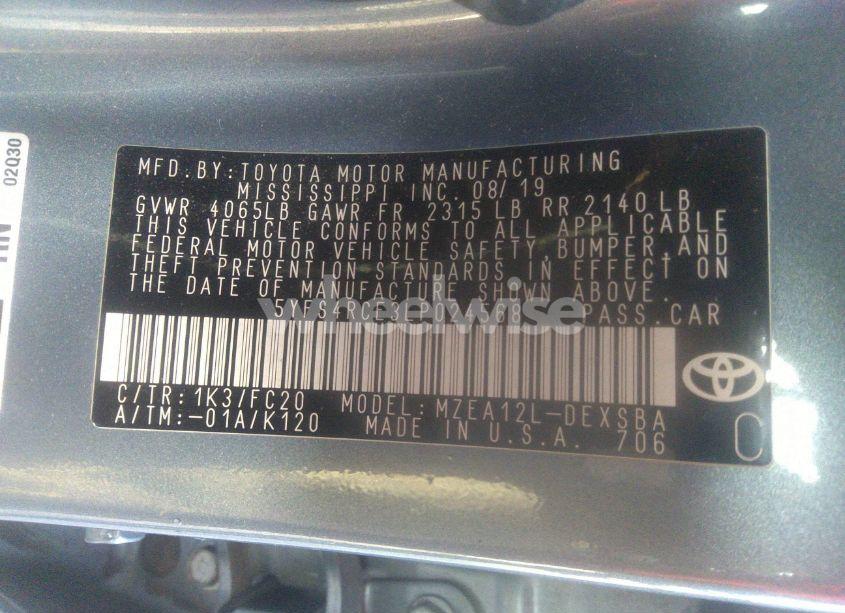 02Q30
MFD.BY:TOYOTA MOTOR MANUFACTURING
MISSISSIPPI INC. 08/19
GVWR 4065LB GAWR FR 2315 LB RR 2140 LB
THIS VEHICLE CONFORMS TO ALL APPLICABLE
FEDERAL MOTOR VEHICLE SAFETY,BUMPER,AND
THEFT PREVENTION STANDARDS IN EFFECT ON
THE DATE OF MANUFACTURE SHOWN ABOVE.
wheelwise
PASS.CAR
C/TR:1K3/FC20 MODEL:MZEA12L-DEXSBA
A/TM:-01A/K120 MADE IN U.S.A. 706
C